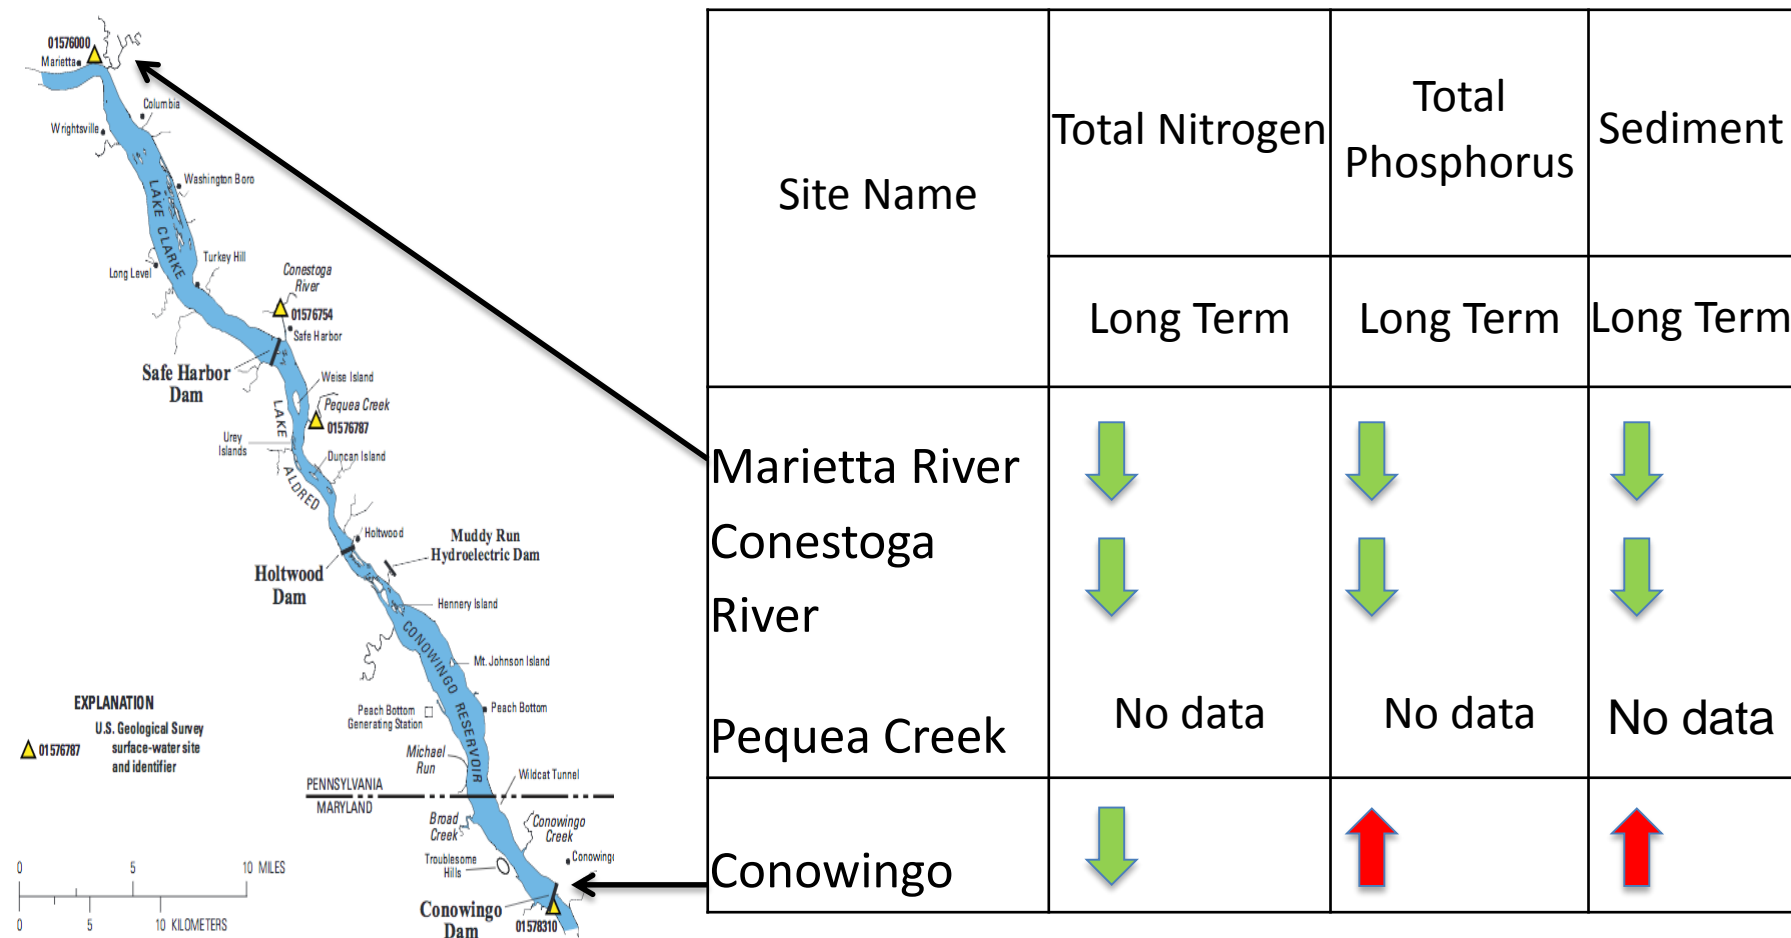 01576000
Marietta
Columbia
Wrightsville
Washington Boro
LAKE CLARKE
Turkey Hill
Long Level
Conestoga
River
01576754
Safe Harbor
Safe Harbor
Dam
Weise Island
Pequea Creek
01576787
LAKE ALDRED
Urey
Islands
Duncan Island
Holtwood
Muddy Run
Hydroelectric Dam
Holtwood
Dam
Hennery Island
CONOWINGO RESERVOIR
Mt. Johnson Island
Peach Bottom
Generating Station
Peach Bottom
Michael
Run
Wildcat Tunnel
PENNSYLVANIA
MARYLAND
Broad
Creek
Conowingo
Creek
Troublesome
Hills
Conowing
Conowingo
Dam
01578310
EXPLANATION
01576787
U.S. Geological Survey
surface-water site
and identifier
0 5 10 MILES
0 5 10 KILOMETERS
Site Name
Total Nitrogen
Total
Phosphorus
Sediment
Long Term Long Term Long Term
Marietta River
Conestoga
River
Pequea Creek No data No data No data
Conowingo